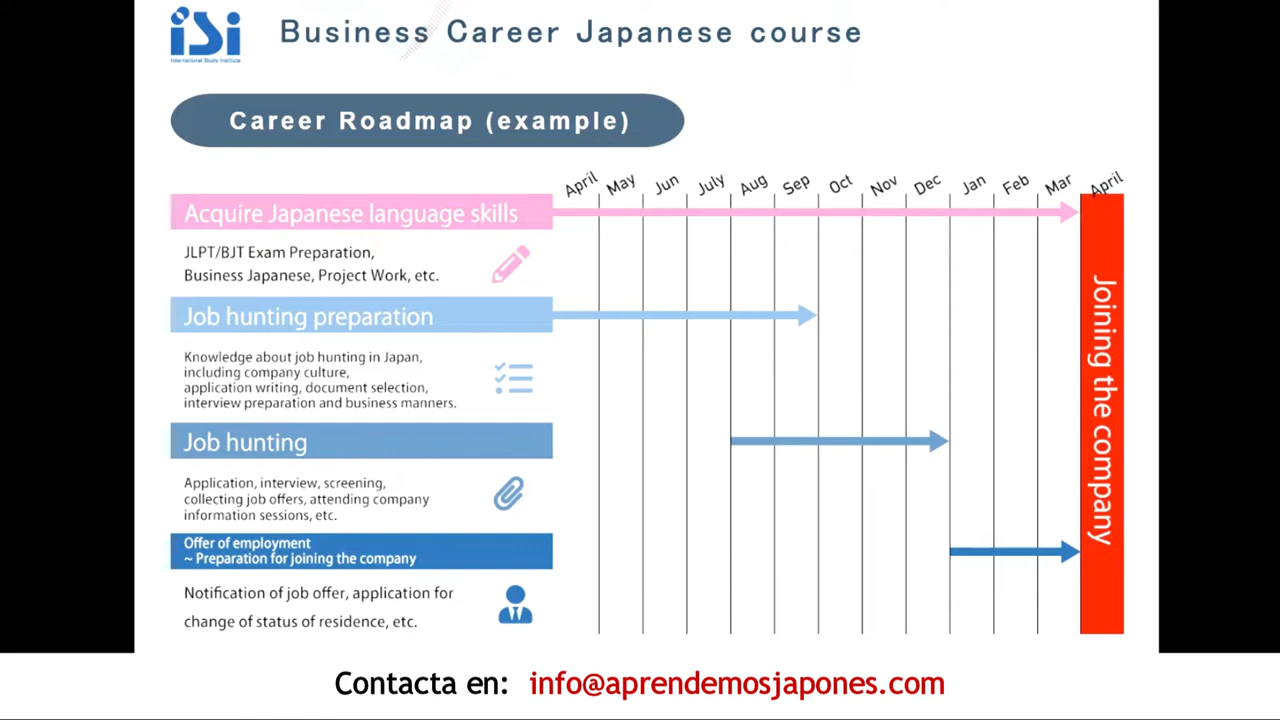 iSi
International Study Institute
Business Career Japanese course
Career Roadmap (example)
April May Jun July Aug Sep Oct Nov Dec Jan Feb Mar April
Acquire Japanese language skills
JLPT/BJT Exam Preparation,
Business Japanese, Project Work, etc.
Job hunting preparation
Knowledge about job hunting in Japan,
including company culture,
application writing, document selection,
interview preparation and business manners.
Job hunting
Application, interview, screening,
collecting job offers, attending company
information sessions, etc.
Offer of employment
~ Preparation for joining the company
Notification of job offer, application for
change of status of residence, etc.
Joining the company
Contacta en: info@aprendemosjapones.com